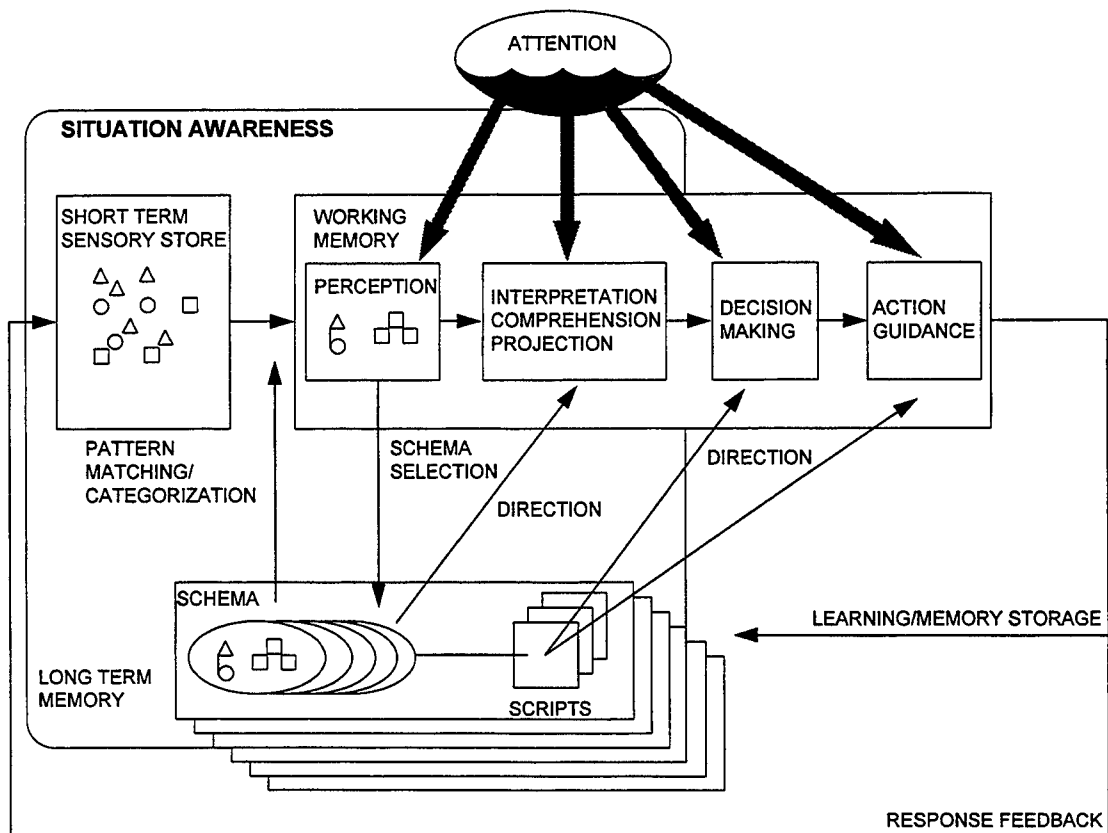 ATTENTION
SITUATION AWARENESS
SHORT TERM
SENSORY STORE
WORKING
MEMORY
PERCEPTION
INTERPRETATION
COMPREHENSION
PROJECTION
DECISION
MAKING
ACTION
GUIDANCE
PATTERN
MATCHING/
CATEGORIZATION
SCHEMA
SELECTION
DIRECTION
DIRECTION
SCHEMA
LONG TERM
MEMORY
SCRIPTS
LEARNING/MEMORY STORAGE
RESPONSE FEEDBACK